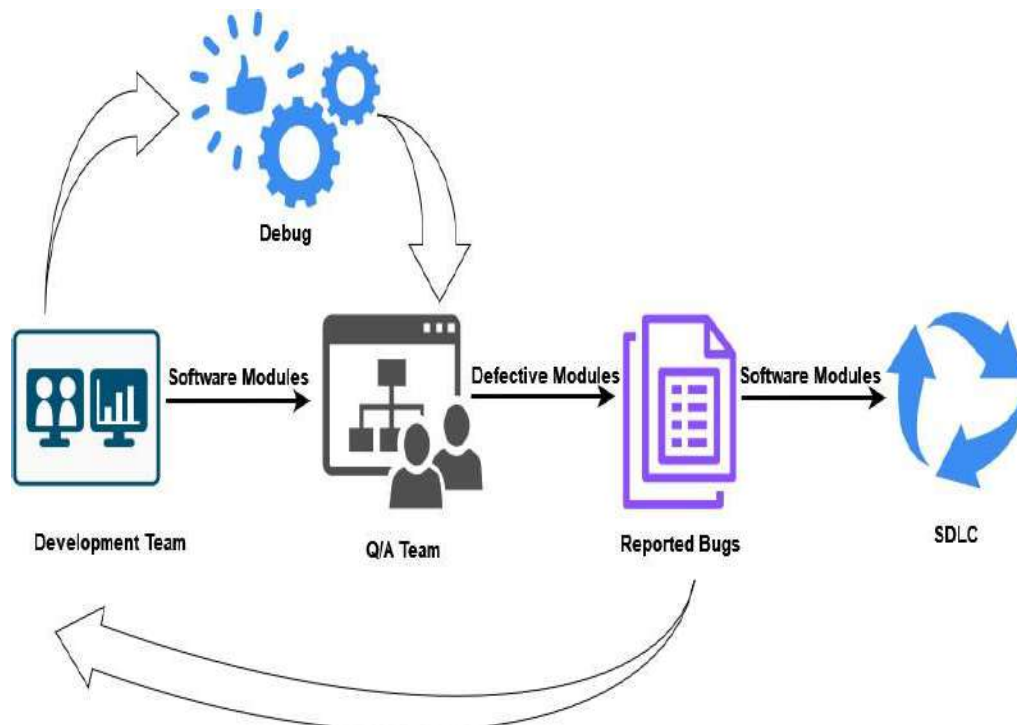 Debug
Software Modules
Defective Modules
Software Modules
Development Team
Q/A Team
Reported Bugs
SDLC